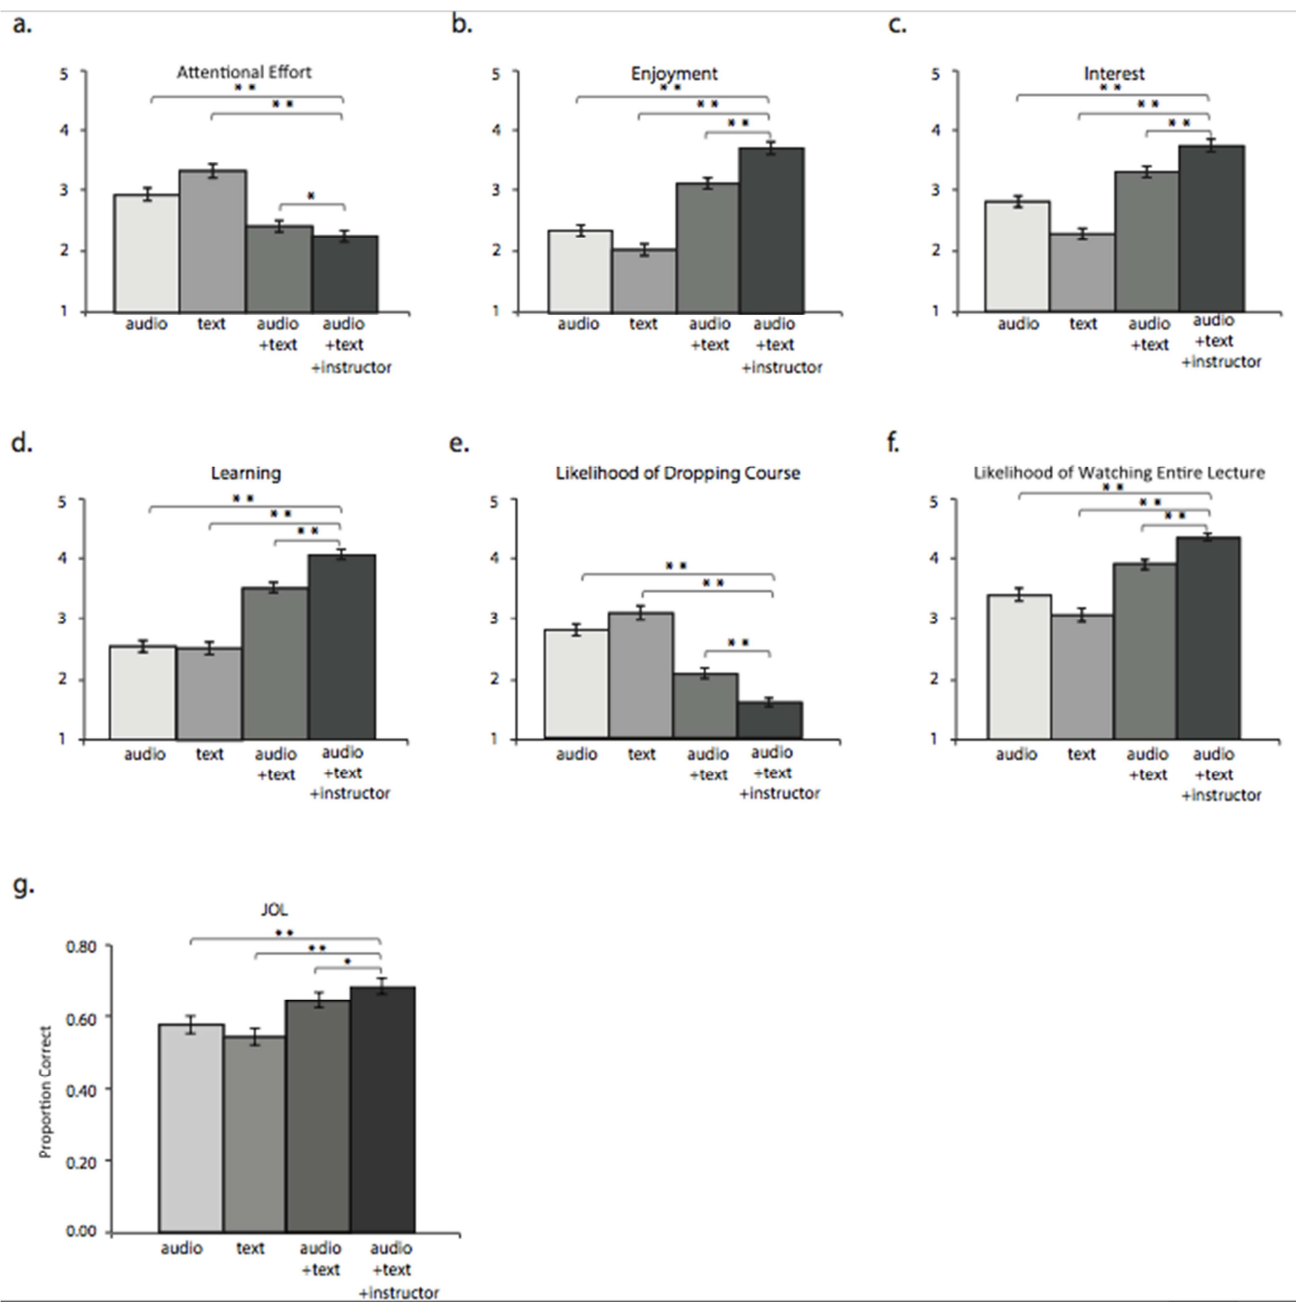 a.
Attentional Effort
* *
* *
*
5
4
3
2
1
audio text audio audio
+text +text
+instructor
b.
Enjoyment
* *
* *
* *
5
4
3
2
1
audio text audio audio
+text +text
+instructor
c.
Interest
* *
* *
* *
5
4
3
2
1
audio text audio audio
+text +text
+instructor
d.
Learning
* *
* *
* *
5
4
3
2
1
audio text audio audio
+text +text
+instructor
e.
Likelihood of Dropping Course
* *
* *
* *
5
4
3
2
1
audio text audio audio
+text +text
+instructor
f.
Likelihood of Watching Entire Lecture
* *
* *
* *
5
4
3
2
1
audio text audio audio
+text +text
+instructor
g.
JOL
**
**
*
Proportion Correct
0.80
0.60
0.40
0.20
0.00
audio text audio audio
+text +text
+instructor